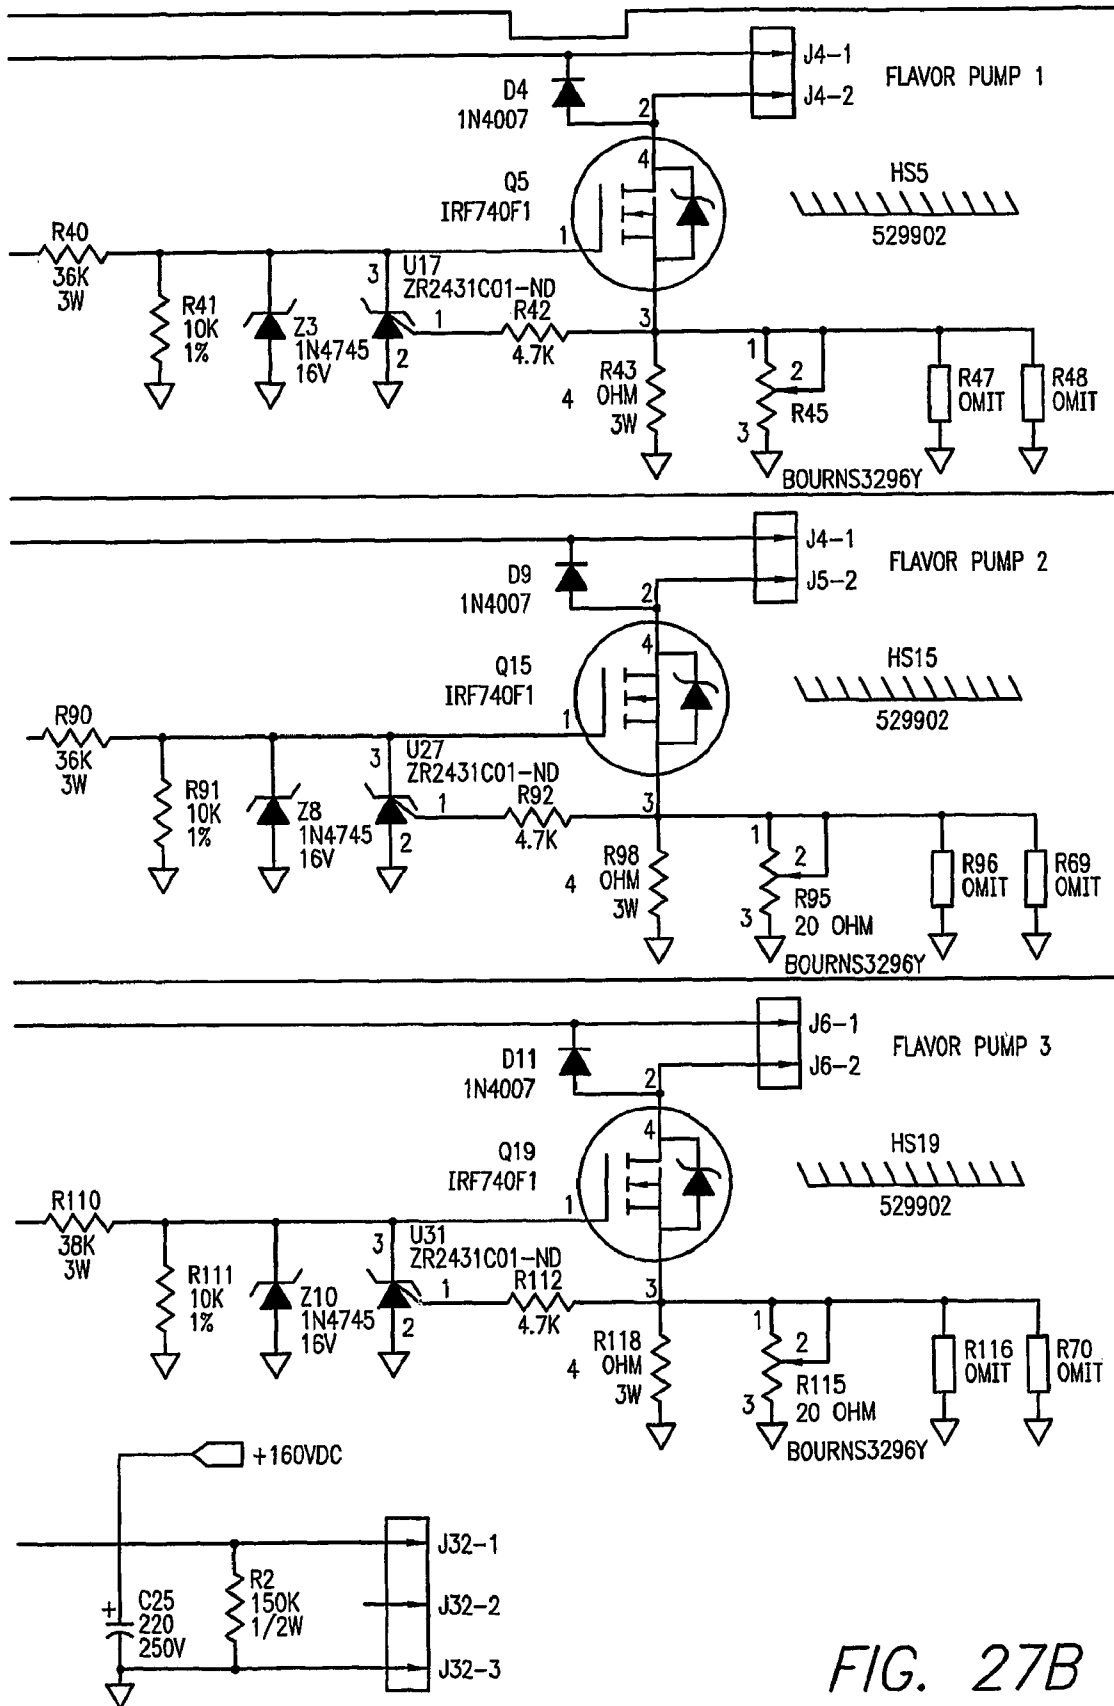 J4-1
FLAVOR PUMP 1
D4
1N4007
2
J4-2
4
Q5
IRF740F1
HS5
529902
1
R40
36K
3W
3
U17
ZR2431C01-ND
R41
10K
1%
Z3
1N4745
16V
1
R42
4.7K
3
2
R43
4 OHM
3W
1
2
R45
3
R47
OMIT
R48
OMIT
BOURNS3296Y
J4-1
FLAVOR PUMP 2
D9
1N4007
2
J5-2
4
Q15
IRF740F1
HS15
529902
1
R90
36K
3W
3
U27
ZR2431C01-ND
R91
10K
1%
Z8
1N4745
16V
1
R92
4.7K
3
2
R98
4 OHM
3W
1
2
R95
3 20 OHM
R96
OMIT
R69
OMIT
BOURNS3296Y
J6-1
FLAVOR PUMP 3
D11
1N4007
2
J6-2
4
Q19
IRF740F1
HS19
529902
1
R110
38K
3W
3
U31
ZR2431C01-ND
R111
10K
1%
Z10
1N4745
16V
1
R112
4.7K
3
2
R118
4 OHM
3W
1
2
R115
3 20 OHM
R116
OMIT
R70
OMIT
BOURNS3296Y
+160VDC
J32-1
+
C25
220
250V
R2
150K
1/2W
J32-2
J32-3
FIG. 27B